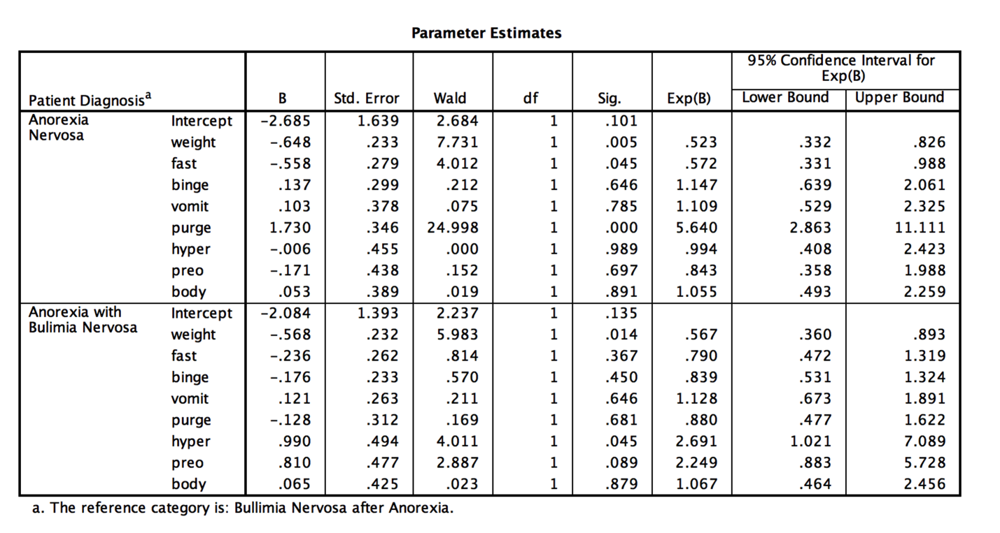 Parameter Estimates
95% Confidence Interval for
Exp(B)
Patient Diagnosisa B Std. Error Wald df Sig. Exp(B) Lower Bound Upper Bound
Anorexia Intercept −2.685 1.639 2.684 1 .101
Nervosa
weight −.648 .233 7.731 1 .005 .523 .332 .826
fast −.558 .279 4.012 1 .045 .572 .331 .988
binge .137 .299 .212 1 .646 1.147 .639 2.061
vomit .103 .378 .075 1 .785 1.109 .529 2.325
purge 1.730 .346 24.998 1 .000 5.640 2.863 11.111
hyper −.006 .455 .000 1 .989 .994 .408 2.423
preo −.171 .438 .152 1 .697 .843 .358 1.988
body .053 .389 .019 1 .891 1.055 .493 2.259
Anorexia with Intercept −2.084 1.393 2.237 1 .135
Bulimia Nervosa
weight −.568 .232 5.983 1 .014 .567 .360 .893
fast −.236 .262 .814 1 .367 .790 .472 1.319
binge −.176 .233 .570 1 .450 .839 .531 1.324
vomit .121 .263 .211 1 .646 1.128 .673 1.891
purge −.128 .312 .169 1 .681 .880 .477 1.622
hyper .990 .494 4.011 1 .045 2.691 1.021 7.089
preo .810 .477 2.887 1 .089 2.249 .883 5.728
body .065 .425 .023 1 .879 1.067 .464 2.456
a. The reference category is: Bullimia Nervosa after Anorexia.